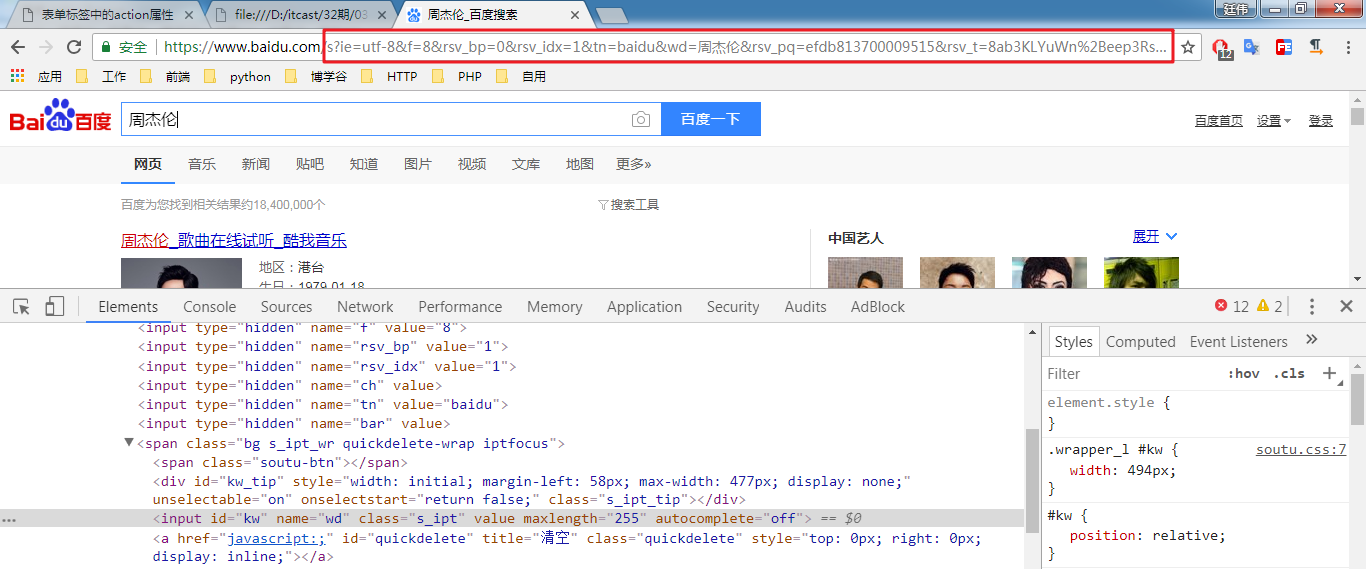 表单标签中的action属性
file:///D:/itcast/32期/03
周杰伦_百度搜索
廷伟
安全 https://www.baidu.com/s?ie=utf-8&f=8&rsv_bp=0&rsv_idx=1&tn=baidu&wd=周杰伦&rsv_pq=efdb813700009515&rsv_t=8ab3KLYuWn%2Beep3Rs...
12
FE
应用 工作 前端 python 博学谷 HTTP PHP 自用
Bai du 百度 周杰伦 百度一下
百度首页 设置 登录
网页 音乐 新闻 贴吧 知道 图片 视频 文库 地图 更多»
百度为您找到相关结果约18,400,000个 搜索工具
周杰伦_歌曲在线试听_酷我音乐
中国艺人 展开
地区：港台
生日：1979.01.18
Elements Console Sources Network Performance Memory Application Security Audits AdBlock 12 2
<input type="hidden" name="f" value="8">
<input type="hidden" name="rsv_bp" value="1">
<input type="hidden" name="rsv_idx" value="1">
<input type="hidden" name="ch" value>
<input type="hidden" name="tn" value="baidu">
<input type="hidden" name="bar" value>
<span class="bg s_ipt_wr quickdelete-wrap iptfocus">
<span class="soutu-btn"></span>
<div id="kw_tip" style="width: initial; margin-left: 58px; max-width: 477px; display: none;"
unselectable="on" onselectstart="return false;" class="s_ipt_tip"></div>
... <input id="kw" name="wd" class="s_ipt" value maxlength="255" autocomplete="off"> == $0
<a href="javascript:;" id="quickdelete" title="清空" class="quickdelete" style="top: 0px; right: 0px;
display: inline;"></a>
Styles Computed Event Listeners »
Filter :hov .cls +
element.style {
}
.wrapper_l #kw { soutu.css:7
width: 494px;
}
#kw {
position: relative;
}